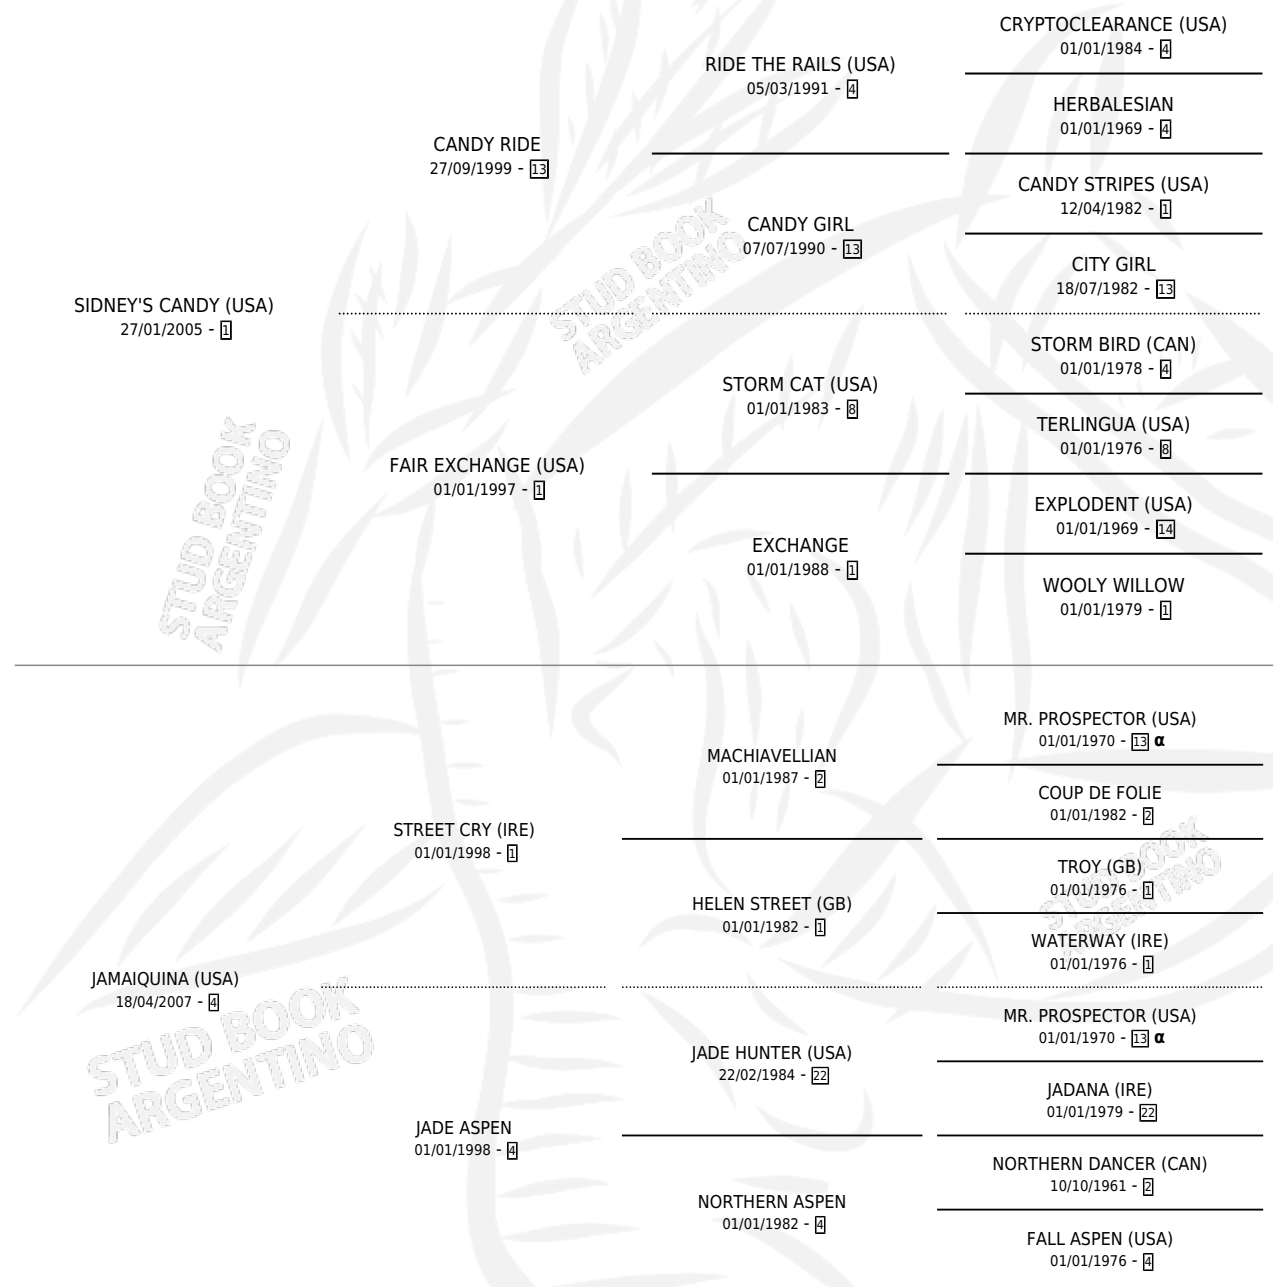 CRYPTOCLEARANCE (USA)
01/01/1984 - 4
RIDE THE RAILS (USA)
05/03/1991 - 4
HERBALESIAN
01/01/1969 - 4
CANDY RIDE
27/09/1999 - 13
CANDY STRIPES (USA)
12/04/1982 - 1
CANDY GIRL
07/07/1990 - 13
CITY GIRL
18/07/1982 - 13
SIDNEY'S CANDY (USA)
27/01/2005 - 1
STORM BIRD (CAN)
01/01/1978 - 4
STORM CAT (USA)
01/01/1983 - 8
TERLINGUA (USA)
01/01/1976 - 8
FAIR EXCHANGE (USA)
01/01/1997 - 1
EXPLODENT (USA)
01/01/1969 - 14
EXCHANGE
01/01/1988 - 1
WOOLY WILLOW
01/01/1979 - 1
MR. PROSPECTOR (USA)
01/01/1970 - 13 α
MACHIAVELLIAN
01/01/1987 - 2
COUP DE FOLIE
01/01/1982 - 2
STREET CRY (IRE)
01/01/1998 - 1
TROY (GB)
01/01/1976 - 1
HELEN STREET (GB)
01/01/1982 - 1
WATERWAY (IRE)
01/01/1976 - 1
JAMAIQUINA (USA)
18/04/2007 - 4
MR. PROSPECTOR (USA)
01/01/1970 - 13 α
JADE HUNTER (USA)
22/02/1984 - 22
JADANA (IRE)
01/01/1979 - 22
JADE ASPEN
01/01/1998 - 4
NORTHERN DANCER (CAN)
10/10/1961 - 2
NORTHERN ASPEN
01/01/1982 - 4
FALL ASPEN (USA)
01/01/1976 - 4
STUD BOOK
ARGENTINO
STUD BOOK
ARGENTINO
STUD BOOK
ARGENTINO
STUD BOOK
ARGENTINO